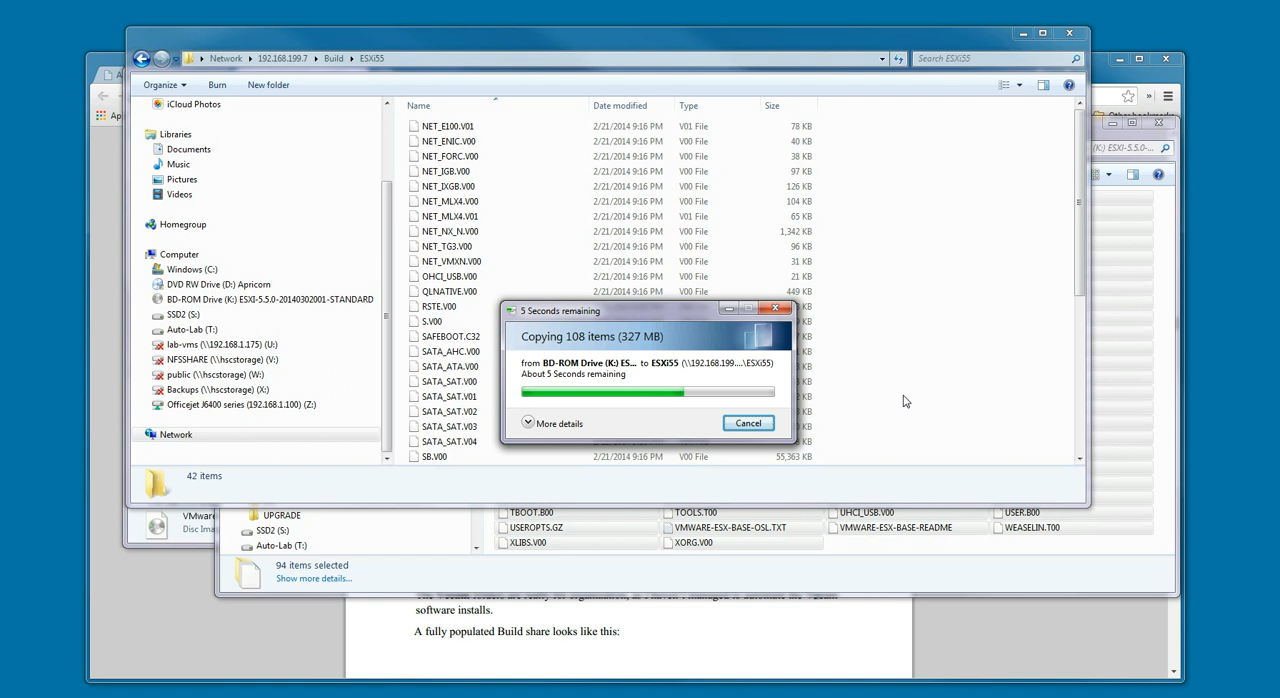 Network ▸ 192.168.199.7 ▸ Build ▸ ESXi55
Search ESXi55
Organize ▾ Burn New folder
iCloud Photos
Libraries
Documents
Music
Pictures
Videos
Homegroup
Computer
Windows (C:)
DVD RW Drive (D:) Apricorn
BD-ROM Drive (K:) ESXI-5.5.0-20140302001-STANDARD
SSD2 (S:)
Auto-Lab (T:)
lab-vms (\\192.168.1.175) (U:)
NFSSHARE (\\hscstorage) (V:)
public (\\hscstorage) (W:)
Backups (\\hscstorage) (X:)
Officejet J6400 series (192.168.1.100) (Z:)
Network
Name Date modified Type Size
NET_E100.V01 2/21/2014 9:16 PM V01 File 78 KB
NET_ENIC.V00 2/21/2014 9:16 PM V00 File 40 KB
NET_FORC.V00 2/21/2014 9:16 PM V00 File 38 KB
NET_IGB.V00 2/21/2014 9:16 PM V00 File 97 KB
NET_IXGB.V00 2/21/2014 9:16 PM V00 File 126 KB
NET_MLX4.V00 2/21/2014 9:16 PM V00 File 104 KB
NET_MLX4.V01 2/21/2014 9:16 PM V01 File 65 KB
NET_NX_N.V00 2/21/2014 9:16 PM V00 File 1,342 KB
NET_TG3.V00 2/21/2014 9:16 PM V00 File 96 KB
NET_VMXN.V00 2/21/2014 9:16 PM V00 File 31 KB
OHCI_USB.V00 2/21/2014 9:16 PM V00 File 21 KB
QLNATIVE.V00 2/21/2014 9:16 PM V00 File 449 KB
RSTE.V00
S.V00
SAFEBOOT.C32
SATA_AHC.V00
SATA_ATA.V00
SATA_SAT.V00
SATA_SAT.V01
SATA_SAT.V02
SATA_SAT.V03
SATA_SAT.V04
SB.V00 2/21/2014 9:16 PM V00 File 55,363 KB
42 items
5 Seconds remaining
Copying 108 items (327 MB)
from BD-ROM Drive (K:) ES... to ESXi55 (\\192.168.199....\ESXi55)
About 5 Seconds remaining
More details
Cancel
(K:) ESXI-5.5.0-...
UPGRADE
SSD2 (S:)
Auto-Lab (T:)
TBOOT.B00 TOOLS.T00 UHCI_USB.V00 USER.B00
USEROPTS.GZ VMWARE-ESX-BASE-OSL.TXT VMWARE-ESX-BASE-README WEASELIN.T00
XLIBS.V00 XORG.V00
94 items selected
Show more details...
VMware
Disc Ima
software installs.
A fully populated Build share looks like this: